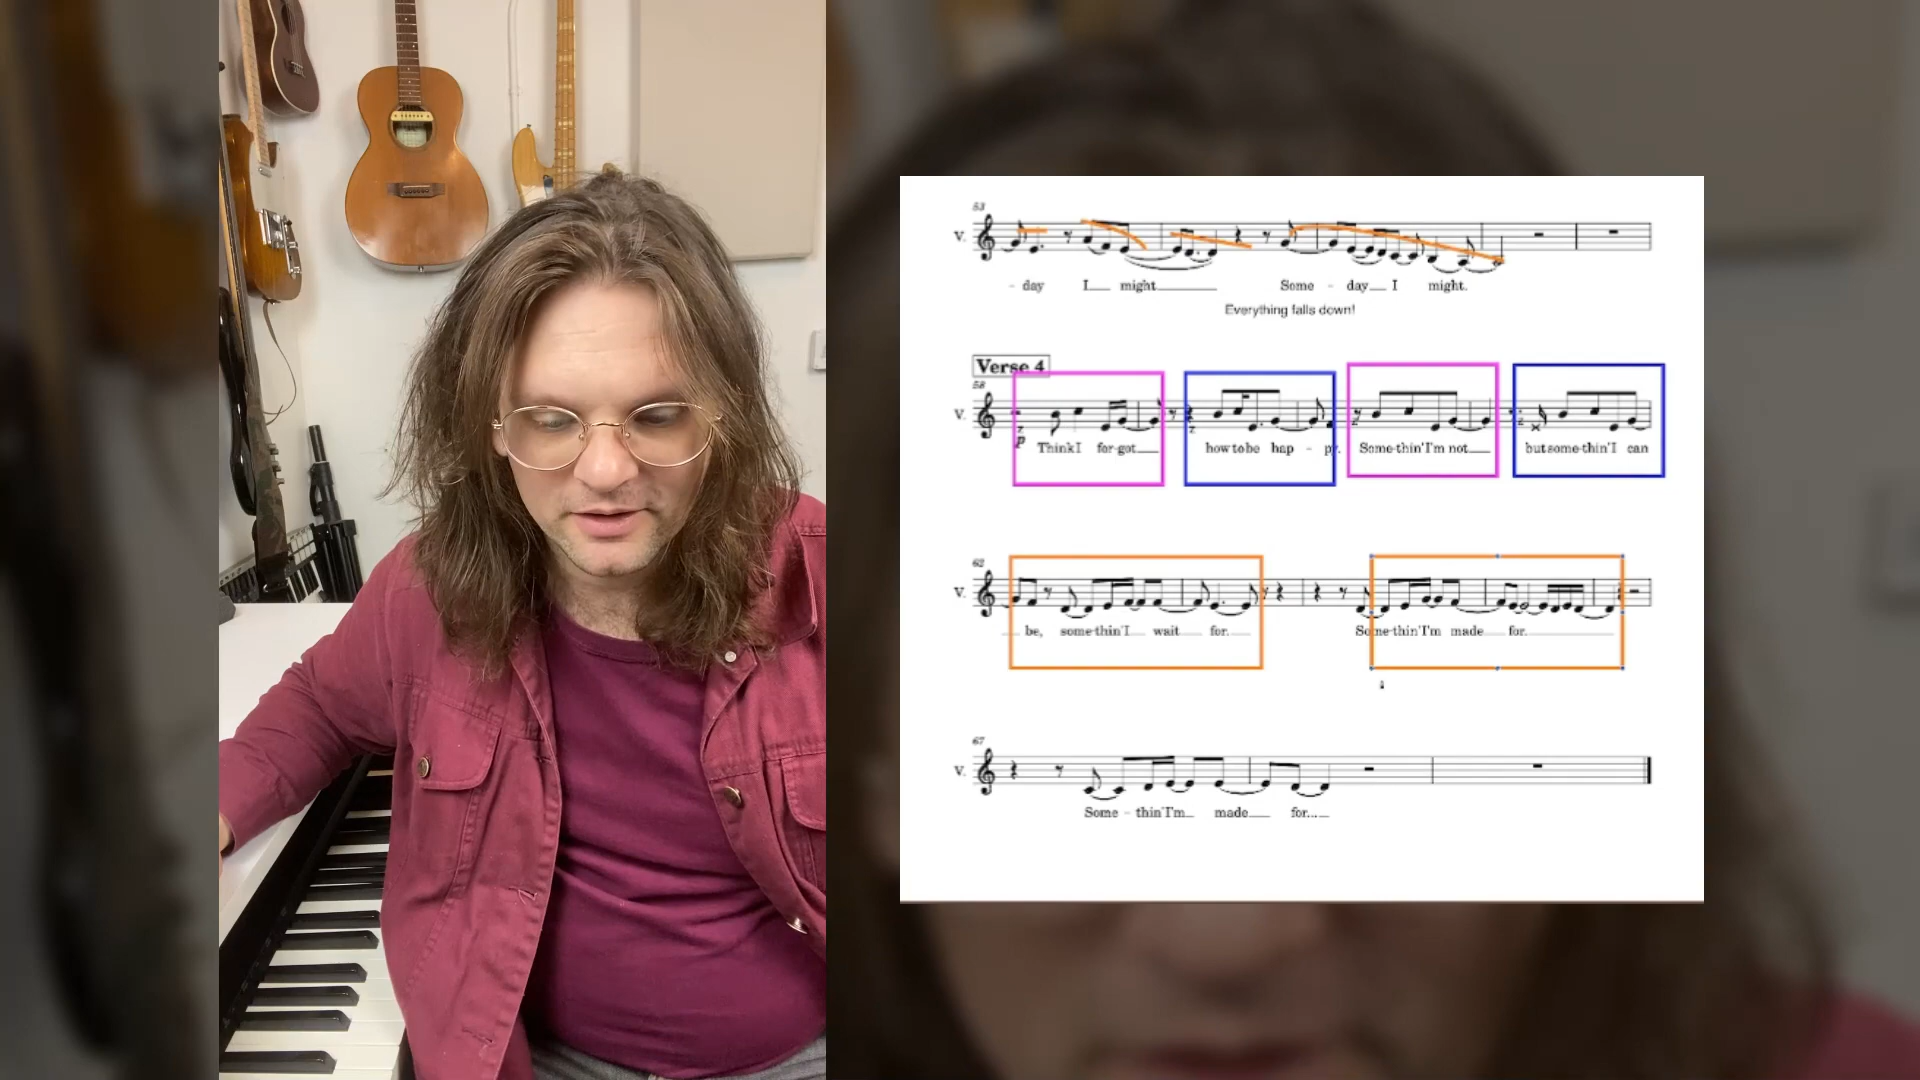 53
V.
- day I might Some - day I might.
Everything falls down!
Verse 4
58
V.
p
Think I for-got how to be hap - py. Some-thin' I'm not but some-thin' I can
62
V.
be, some-thin' I wait for. Some-thin' I'm made for.
67
V.
Some - thin' I'm made for....